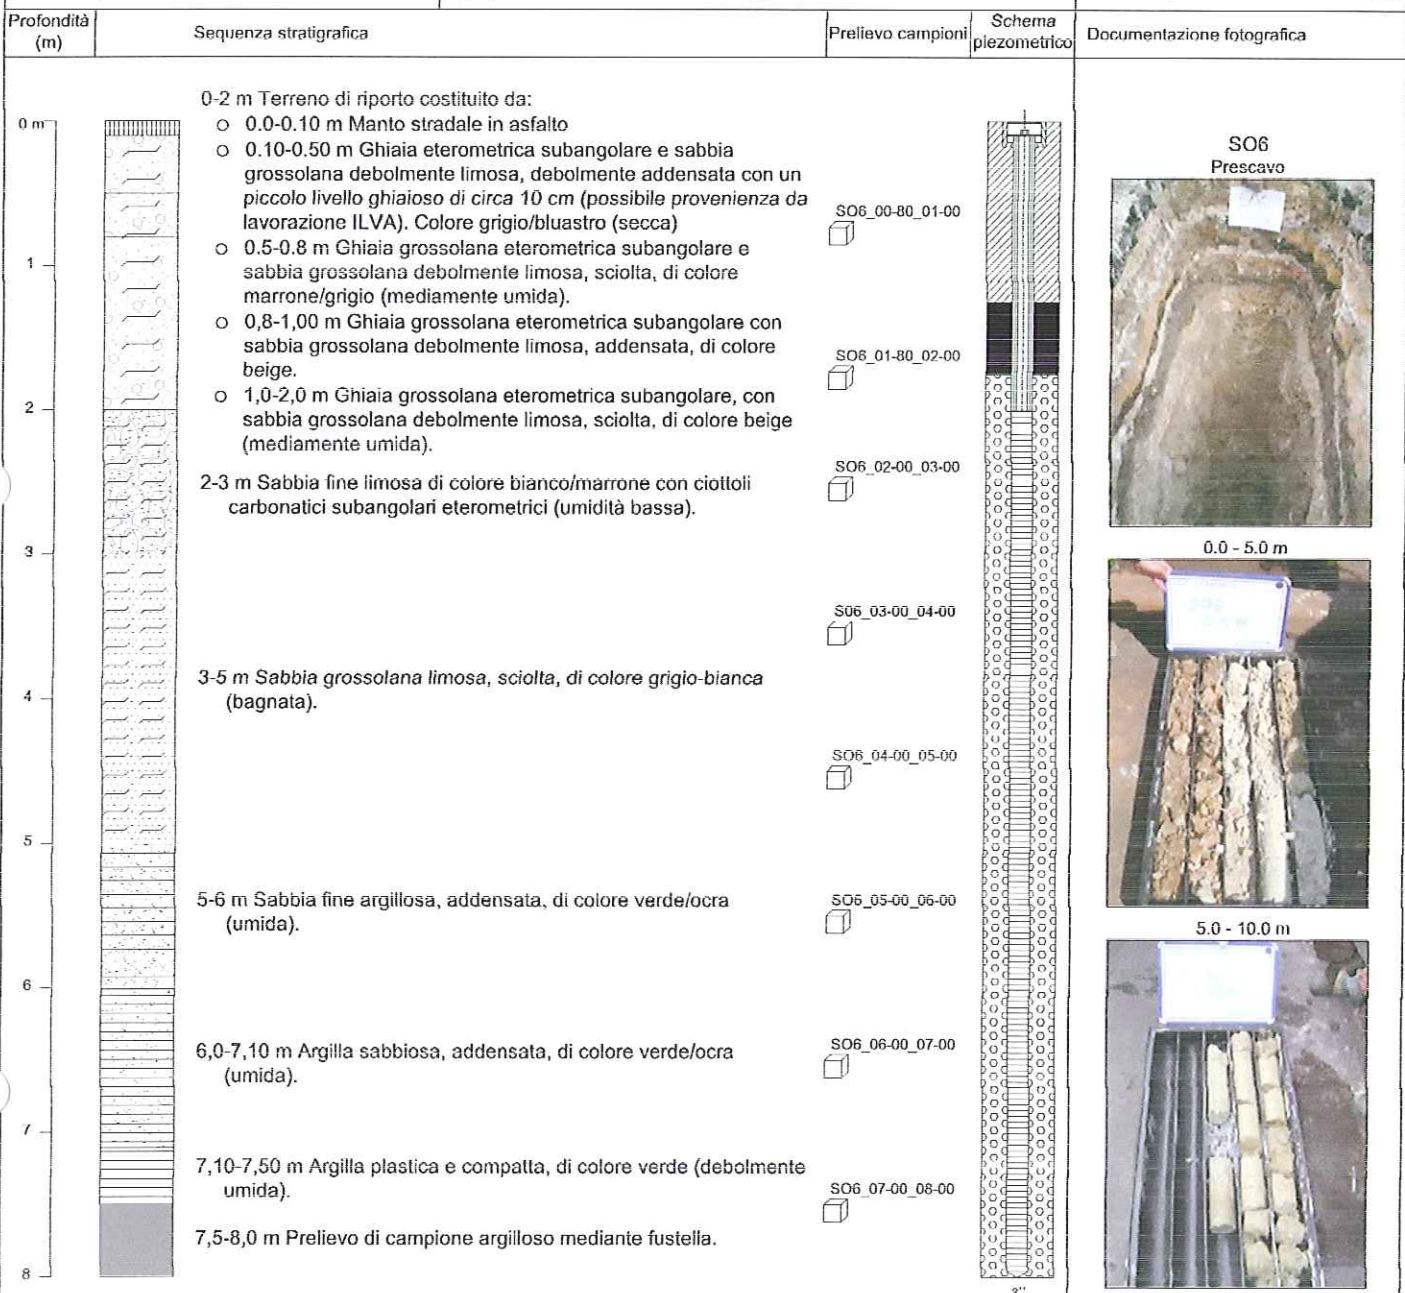 Profondità
(m)
Sequenza stratigrafica
Prelievo campioni
Schema
piezometrico
Documentazione fotografica
0-2 m Terreno di riporto costituito da:
o 0.0-0.10 m Manto stradale in asfalto
o 0.10-0.50 m Ghiaia eterometrica subangolare e sabbia
grossolana debolmente limosa, debolmente addensata con un
piccolo livello ghiaioso di circa 10 cm (possibile provenienza da
lavorazione ILVA). Colore grigio/bluastro (secca)
o 0.5-0.8 m Ghiaia grossolana eterometrica subangolare e
sabbia grossolana debolmente limosa, sciolta, di colore
marrone/grigio (mediamente umida).
o 0,8-1,00 m Ghiaia grossolana eterometrica subangolare con
sabbia grossolana debolmente limosa, addensata, di colore
beige.
o 1,0-2,0 m Ghiaia grossolana eterometrica subangolare, con
sabbia grossolana debolmente limosa, sciolta, di colore beige
(mediamente umida).
2-3 m Sabbia fine limosa di colore bianco/marrone con ciottoli
carbonatici subangolari eterometrici (umidità bassa).
3-5 m Sabbia grossolana limosa, sciolta, di colore grigio-bianca
(bagnata).
5-6 m Sabbia fine argillosa, addensata, di colore verde/ocra
(umida).
6,0-7,10 m Argilla sabbiosa, addensata, di colore verde/ocra
(umida).
7,10-7,50 m Argilla plastica e compatta, di colore verde (debolmente
umida).
7,5-8,0 m Prelievo di campione argilloso mediante fustella.
0 m
1
2
3
4
5
6
7
8
SO6_00-80_01-00
SO6_01-80_02-00
SO6_02-00_03-00
S06_03-00_04-00
SO6_04-00_05-00
SO6_05-00_06-00
SO6_06-00_07-00
SO6_07-00_08-00
3"
SO6
Prescavo
0.0 - 5.0 m
5.0 - 10.0 m